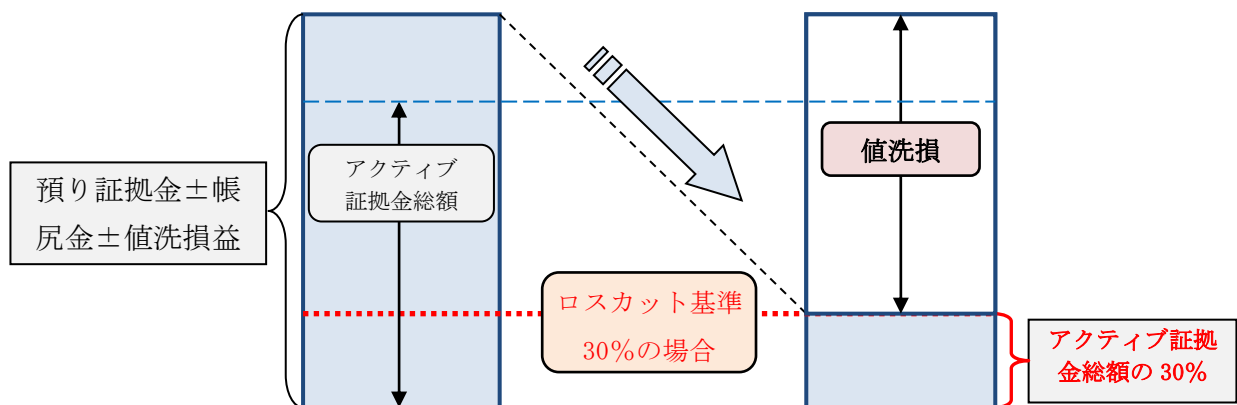 預り証拠金±帳
尻金±値洗損益
アクティブ
証拠金総額
ロスカット基準
30％の場合
値洗損
アクティブ証拠
金総額の 30％